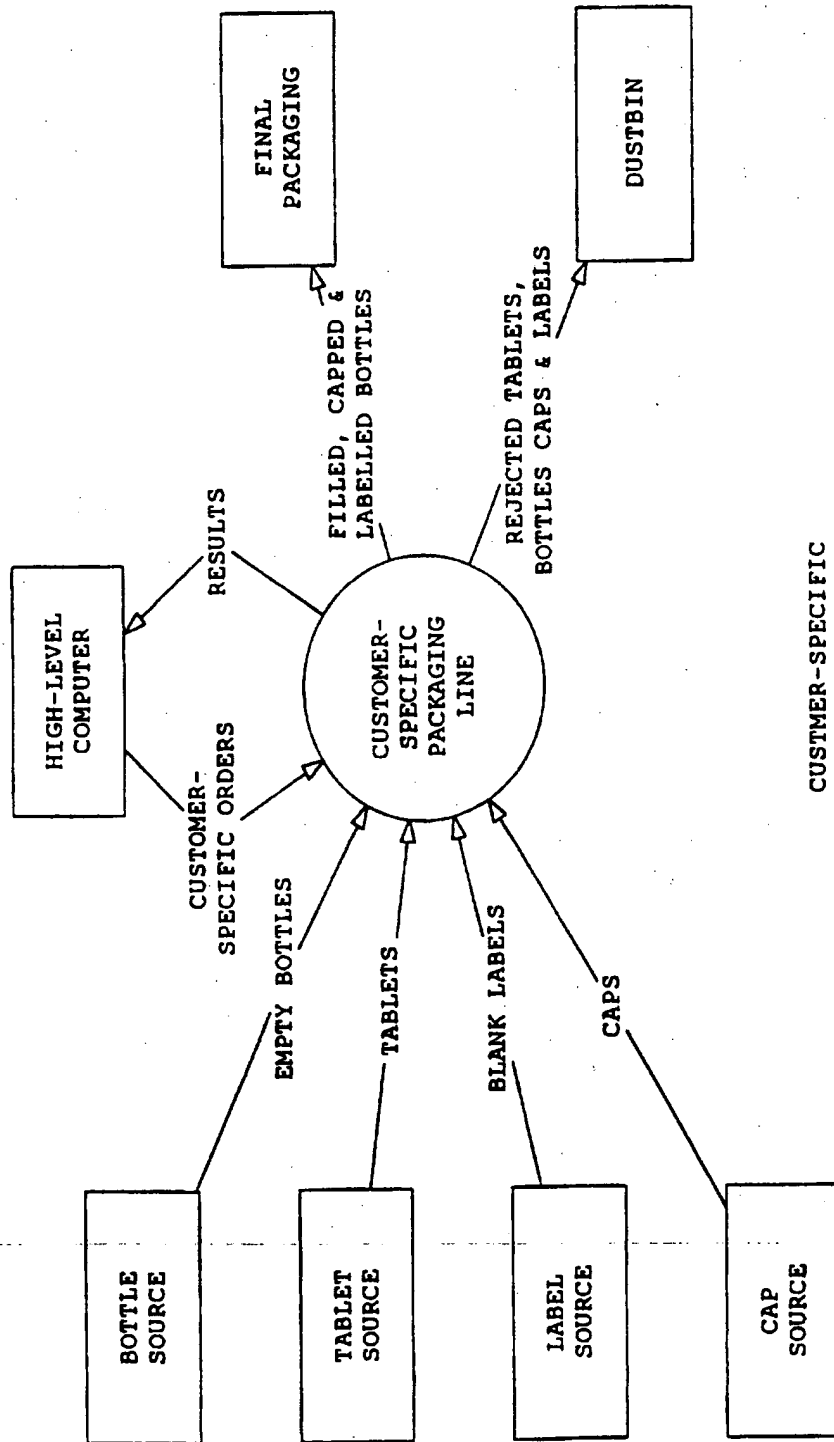 HIGH-LEVEL
COMPUTER
CUSTOMER-
SPECIFIC ORDERS
RESULTS
BOTTLE
SOURCE
EMPTY BOTTLES
TABLET
SOURCE
TABLETS
LABEL
SOURCE
BLANK LABELS
CAP
SOURCE
CAPS
CUSTOMER-
SPECIFIC
PACKAGING
LINE
FILLED, CAPPED &
LABELLED BOTTLES
FINAL
PACKAGING
REJECTED TABLETS,
BOTTLES CAPS & LABELS
DUSTBIN
CUSTMER-SPECIFIC